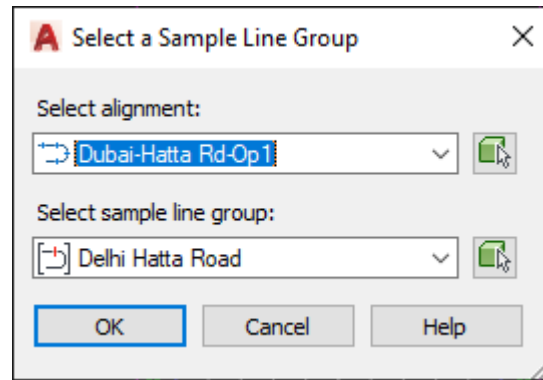 Select a Sample Line Group
Select alignment:
Dubai-Hatta Rd-Op1
Select sample line group:
Delhi Hatta Road
OK Cancel Help